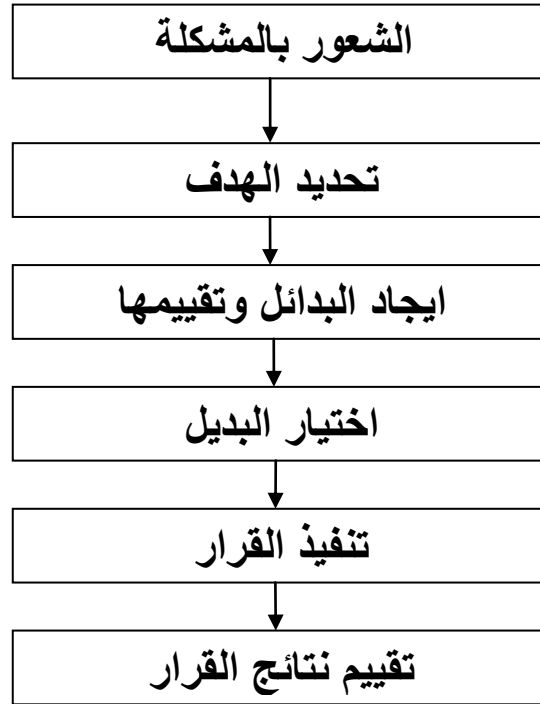 الشعور بالمشكلة
تحديد الهدف
ايجاد البدائل وتقييمها
اختيار البديل
تنفيذ القرار
تقييم نتائج القرار